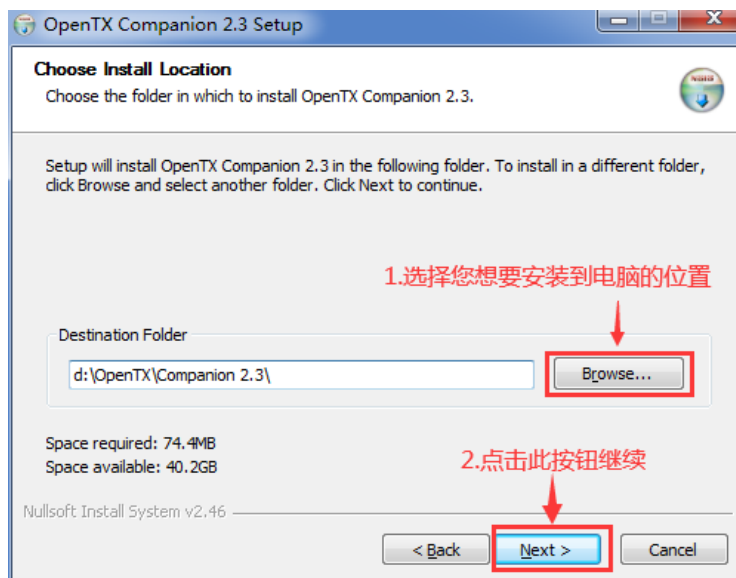 OpenTX Companion 2.3 Setup
Choose Install Location
Choose the folder in which to install OpenTX Companion 2.3.
Setup will install OpenTX Companion 2.3 in the following folder. To install in a different folder,
click Browse and select another folder. Click Next to continue.
1.选择您想要安装到电脑的位置
Destination Folder
d:\OpenTX\Companion 2.3\
Browse...
Space required: 74.4MB
Space available: 40.2GB
2.点击此按钮继续
Nullsoft Install System v2.46
< Back
Next >
Cancel